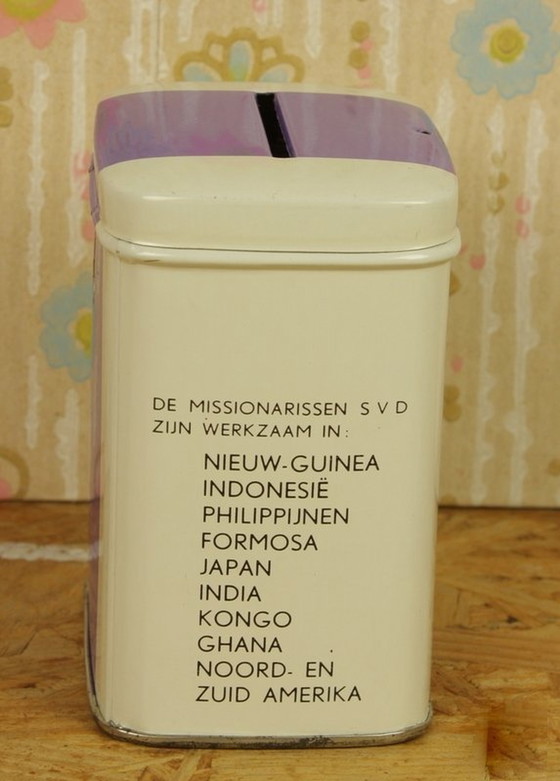 DE MISSIONARISSEN S V D
ZIJN WERKZAAM IN:
NIEUW-GUINEA
INDONESIË
PHILIPPIJNEN
FORMOSA
JAPAN
INDIA
KONGO
GHANA
NOORD- EN
ZUID AMERIKA